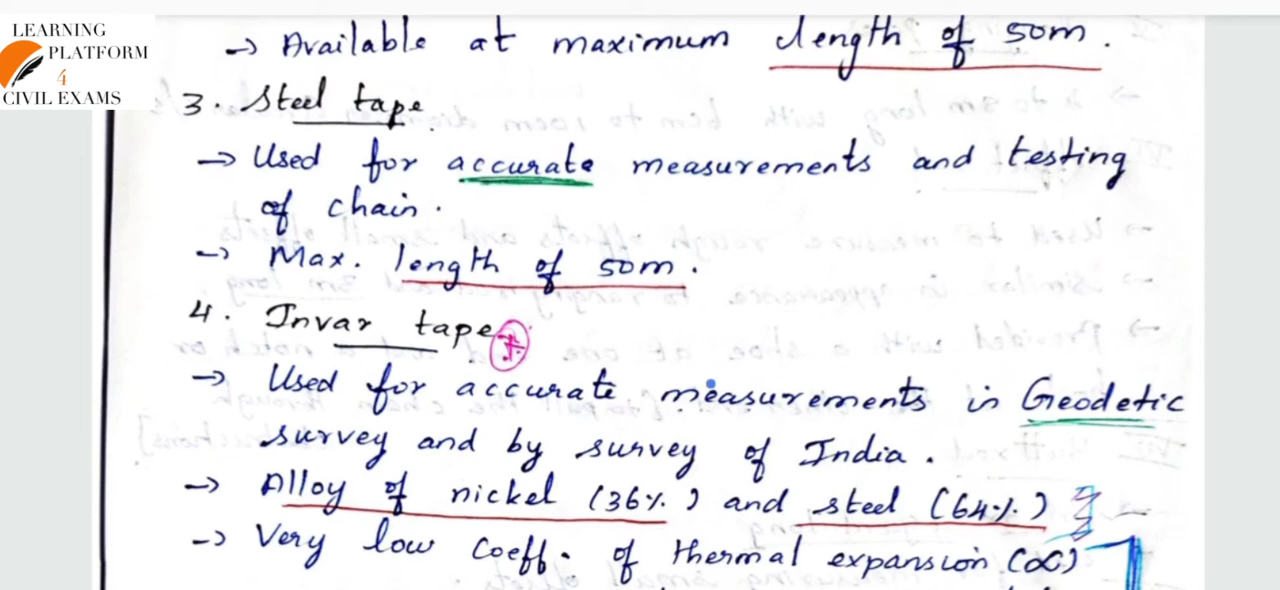 LEARNING
PLATFORM
4
CIVIL EXAMS
→ Available at maximum length of 50m.
3. Steel tape
→ Used for accurate measurements and testing
of chain.
→ Max. length of 50m.
4. Invar tape
→ Used for accurate measurements in Geodetic
survey and by survey of India.
→ Alloy of nickel (36%) and steel (64%)
→ Very low coeff. of thermal expansion (∝)